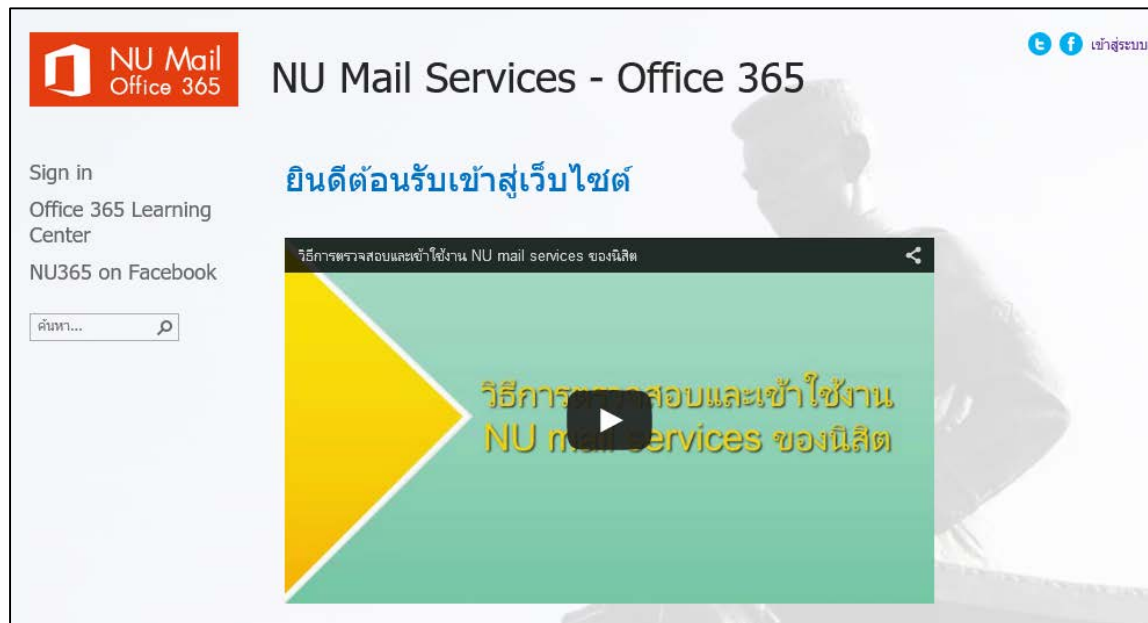 NU Mail
Office 365
NU Mail Services - Office 365
เข้าสู่ระบบ
Sign in
Office 365 Learning
Center
NU365 on Facebook
ค้นหา...
ยินดีต้อนรับเข้าสู่เว็บไซต์
วิธีการตรวจสอบและเข้าใช้งาน NU mail services ของนิสิต
วิธีการตรวจสอบและเข้าใช้งาน
NU mail services ของนิสิต